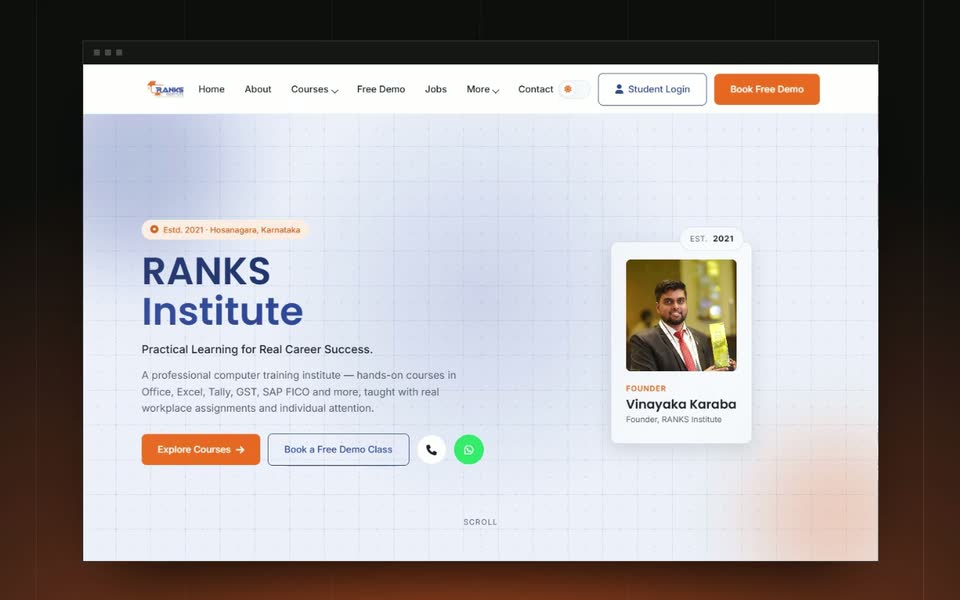 RANKS
Home
About
Courses
Free Demo
Jobs
More
Contact
Student Login
Book Free Demo
Estd. 2021 · Hosanagara, Karnataka
RANKS
Institute
Practical Learning for Real Career Success.
A professional computer training institute — hands-on courses in
Office, Excel, Tally, GST, SAP FICO and more, taught with real
workplace assignments and individual attention.
Explore Courses →
Book a Free Demo Class
EST. 2021
FOUNDER
Vinayaka Karaba
Founder, RANKS Institute
SCROLL